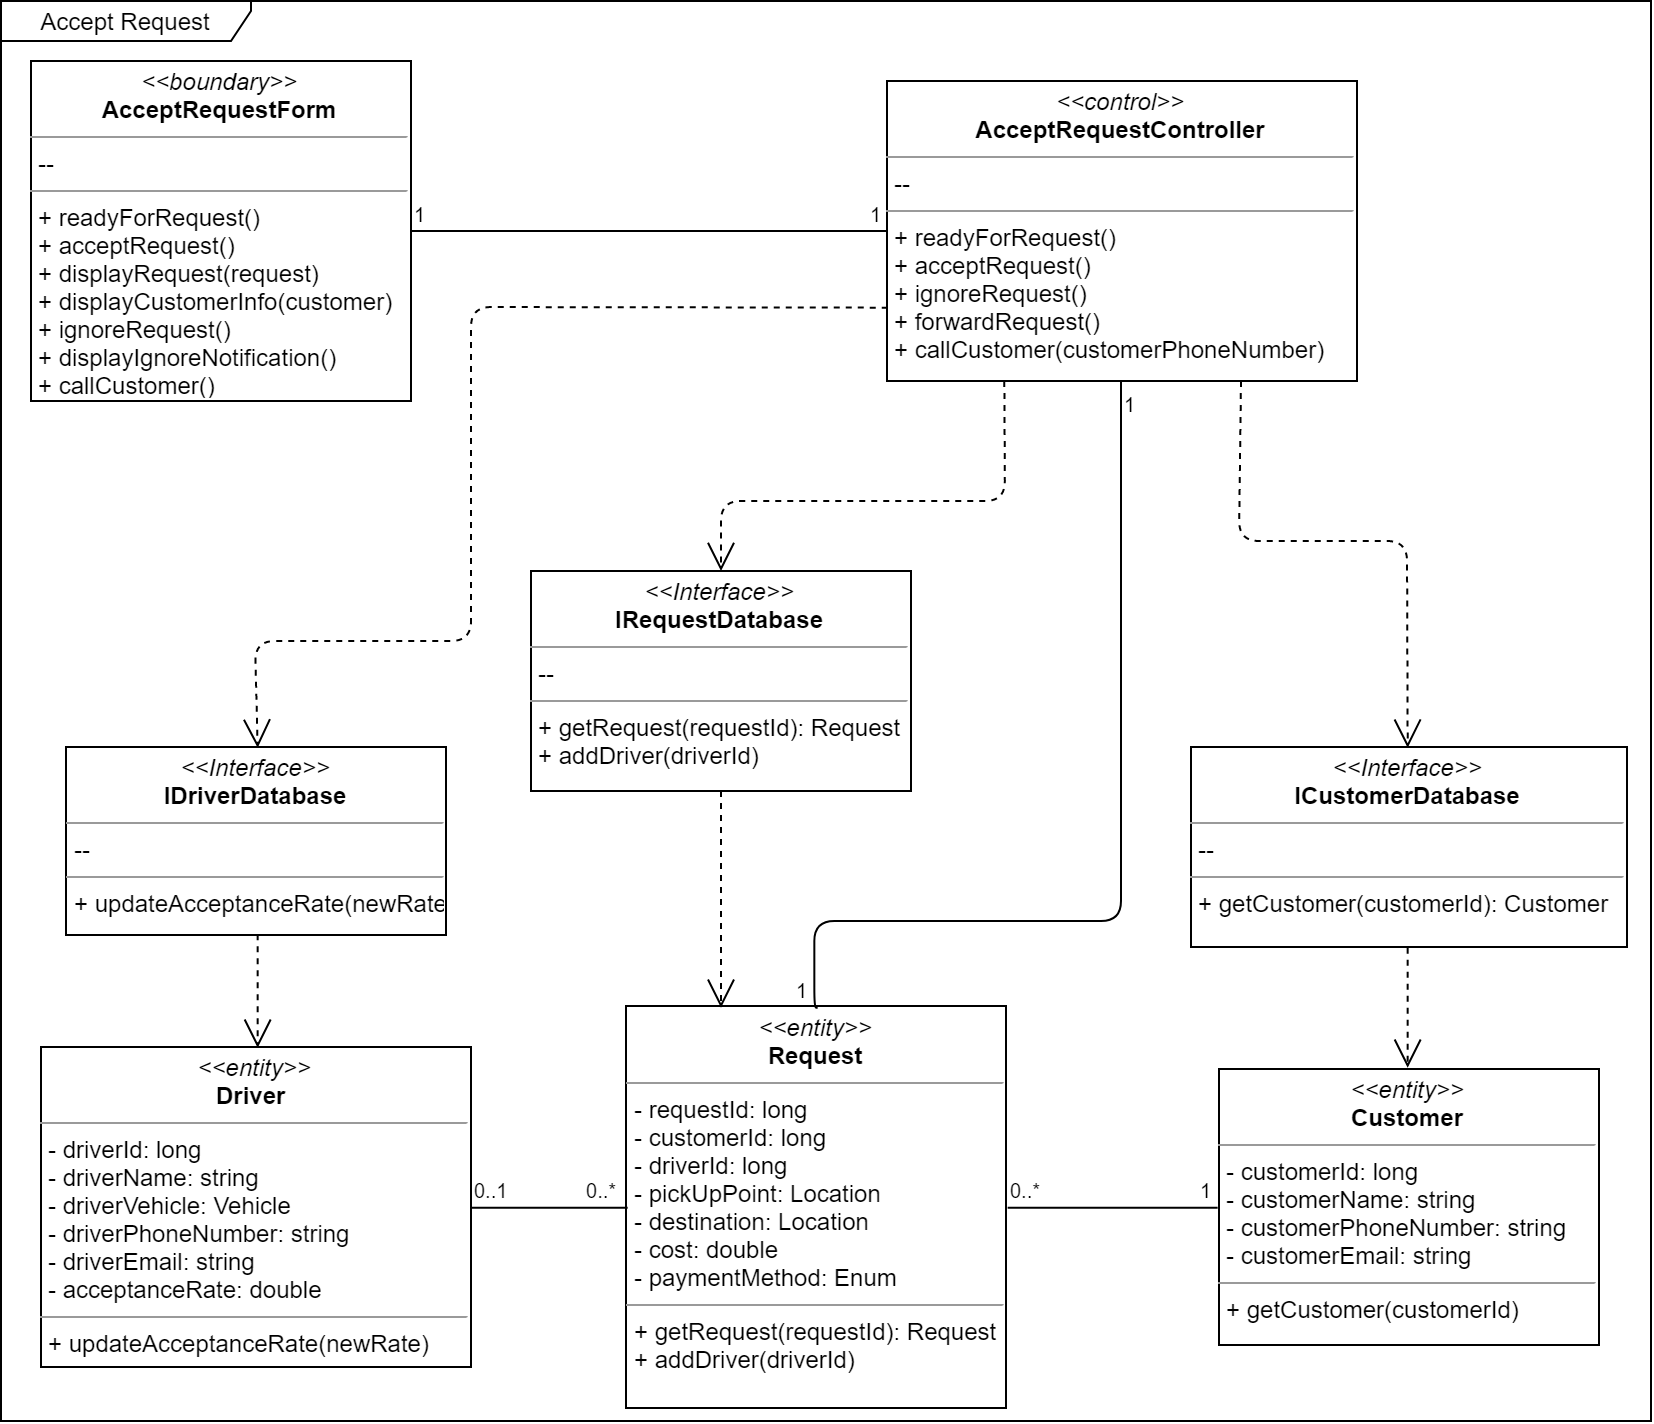 Accept Request
<<boundary>>
AcceptRequestForm
--
+ readyForRequest()
+ acceptRequest()
+ displayRequest(request)
+ displayCustomerInfo(customer)
+ ignoreRequest()
+ displayIgnoreNotification()
+ callCustomer()
1
1
<<control>>
AcceptRequestController
--
+ readyForRequest()
+ acceptRequest()
+ ignoreRequest()
+ forwardRequest()
+ callCustomer(customerPhoneNumber)
1
<<Interface>>
IRequestDatabase
--
+ getRequest(requestId): Request
+ addDriver(driverId)
<<Interface>>
IDriverDatabase
--
+ updateAcceptanceRate(newRate
<<Interface>>
ICustomerDatabase
--
+ getCustomer(customerId): Customer
1
<<entity>>
Driver
- driverId: long
- driverName: string
- driverVehicle: Vehicle
- driverPhoneNumber: string
- driverEmail: string
- acceptanceRate: double
+ updateAcceptanceRate(newRate)
0..1
0..*
<<entity>>
Request
- requestId: long
- customerId: long
- driverId: long
- pickUpPoint: Location
- destination: Location
- cost: double
- paymentMethod: Enum
+ getRequest(requestId): Request
+ addDriver(driverId)
0..*
1
<<entity>>
Customer
- customerId: long
- customerName: string
- customerPhoneNumber: string
- customerEmail: string
+ getCustomer(customerId)